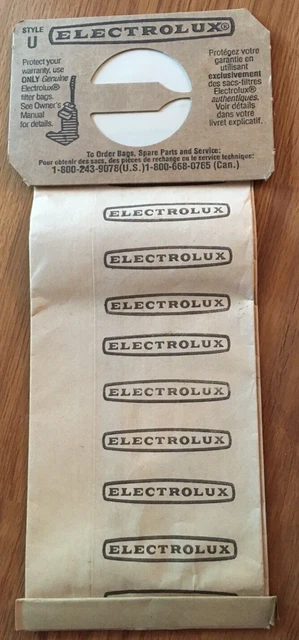 STYLE
U
ELECTROLUX®
Protect your
warranty, use
ONLY Genuine
Electrolux®
filter bags.
See Owner's
Manual
for details.
Protégez votre
garantie en
utilisant
exclusivement
des sacs-filtres
Electrolux®
authentiques.
Voir détails
dans votre
livret explicatif.
To Order Bags, Spare Parts and Service:
Pour obtenir des sacs, des pièces de rechange en le service technique:
1-800-243-9078(U.S.)1-800-668-0765 (Can.)
ELECTROLUX
ELECTROLUX
ELECTROLUX
ELECTROLUX
ELECTROLUX
ELECTROLUX
ELECTROLUX
ELECTROLUX